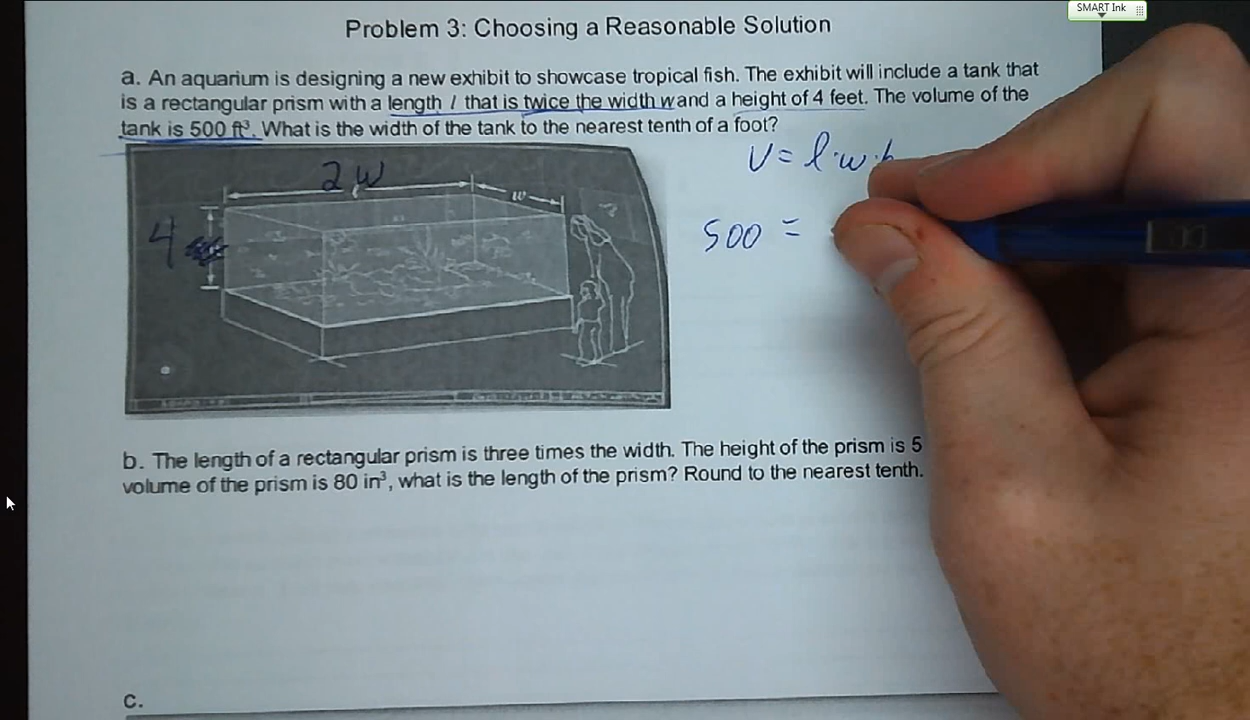 SMART Ink
Problem 3: Choosing a Reasonable Solution
a. An aquarium is designing a new exhibit to showcase tropical fish. The exhibit will include a tank that
is a rectangular prism with a length l that is twice the width w and a height of 4 feet. The volume of the
tank is 500 ft³. What is the width of the tank to the nearest tenth of a foot?
V = l·w·h
2w
w
4
500 =
b. The length of a rectangular prism is three times the width. The height of the prism is 5
volume of the prism is 80 in³, what is the length of the prism? Round to the nearest tenth.
c.